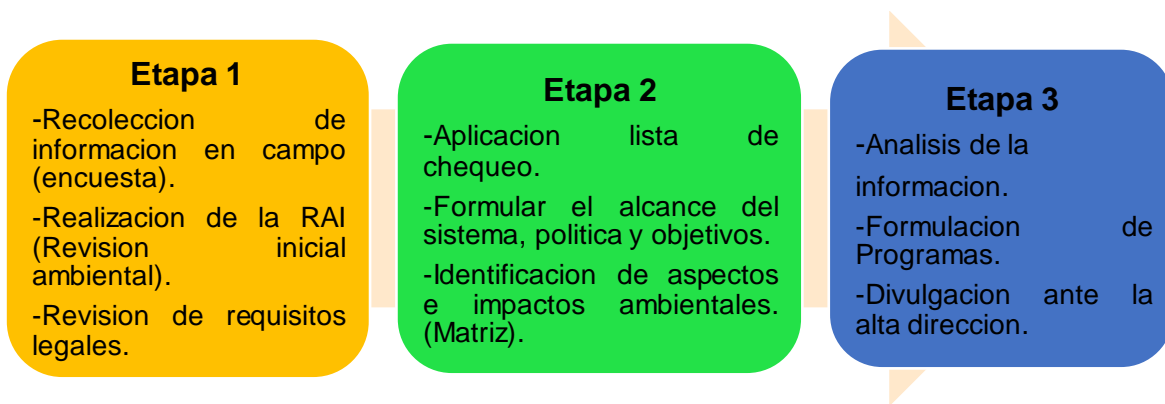 Etapa 1
-Recoleccion de
informacion en campo
(encuesta).
-Realizacion de la RAI
(Revision inicial
ambiental).
-Revision de requisitos
legales.
Etapa 2
-Aplicacion lista de
chequeo.
-Formular el alcance del
sistema, politica y objetivos.
-Identificacion de aspectos
e impactos ambientales.
(Matriz).
Etapa 3
-Analisis de la
informacion.
-Formulacion de
Programas.
-Divulgacion ante la
alta direccion.